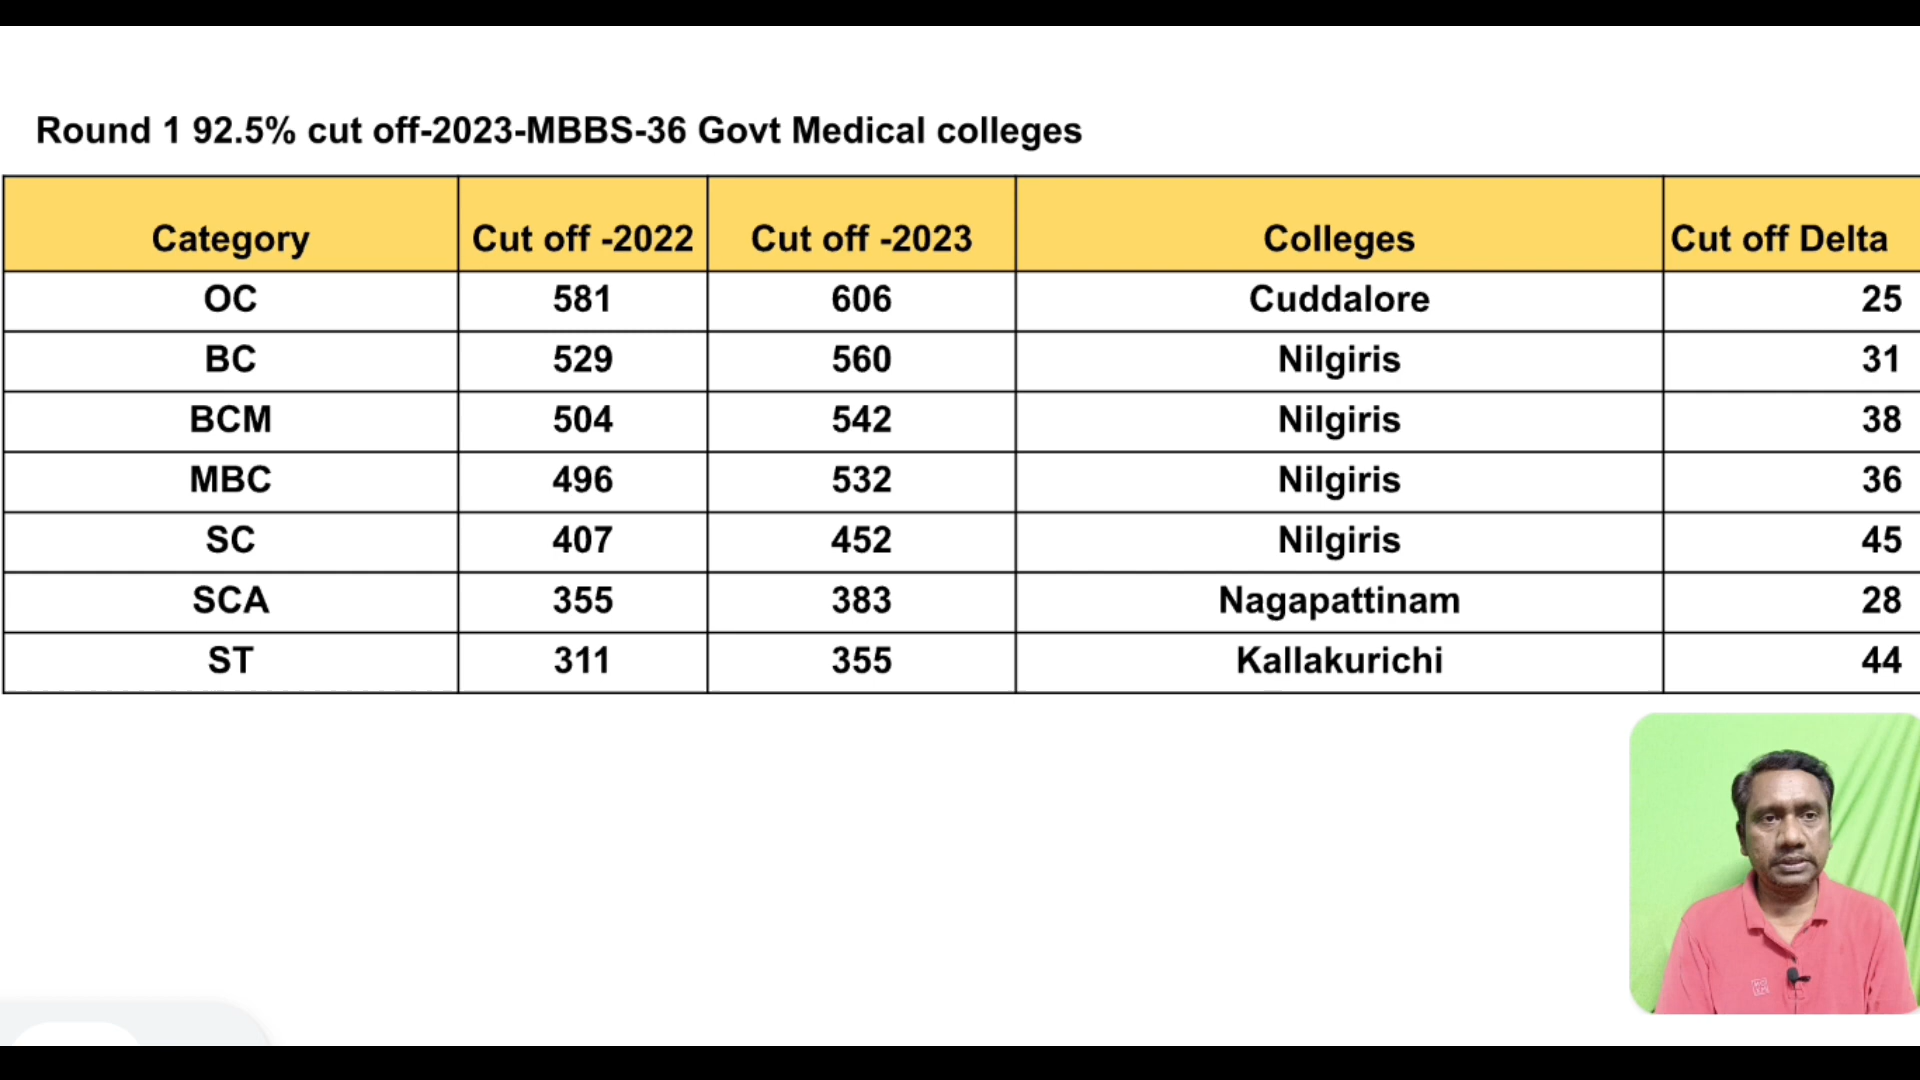 Round 1 92.5% cut off-2023-MBBS-36 Govt Medical colleges
Category Cut off -2022 Cut off -2023 Colleges Cut off Delta
OC 581 606 Cuddalore 25
BC 529 560 Nilgiris 31
BCM 504 542 Nilgiris 38
MBC 496 532 Nilgiris 36
SC 407 452 Nilgiris 45
SCA 355 383 Nagapattinam 28
ST 311 355 Kallakurichi 44